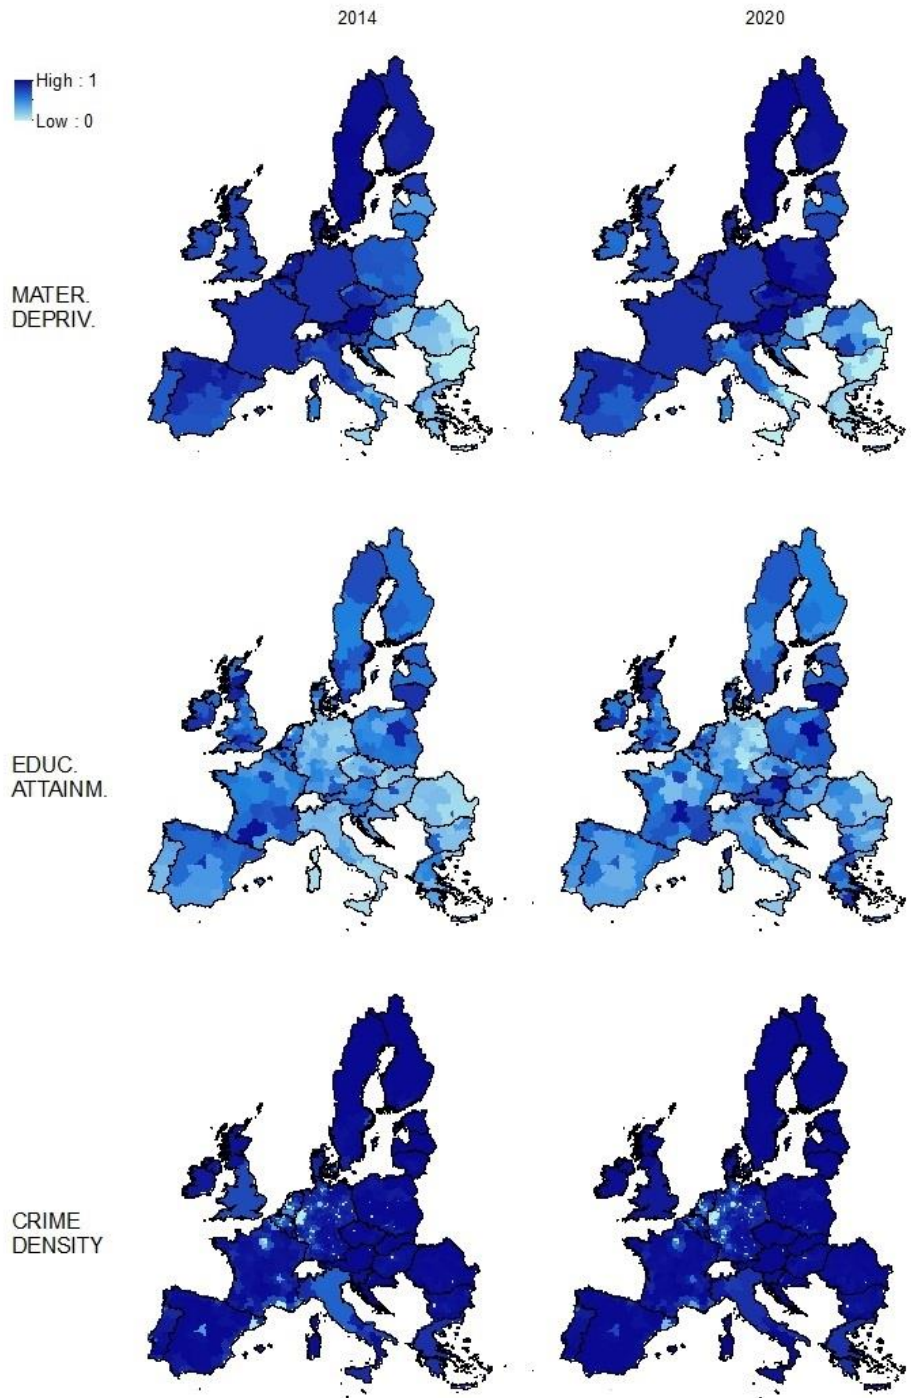 2014
2020
High : 1
Low : 0
MATER.
DEPRIV.
EDUC.
ATTAINM.
CRIME
DENSITY